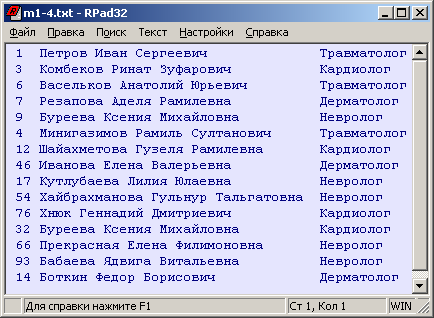 m1-4.txt - RPad32
Файл Правка Поиск Текст Настройки Справка
1 Петров Иван Сергеевич Травматолог
3 Комбеков Ринат Зуфарович Кардиолог
6 Васельков Анатолий Юрьевич Травматолог
7 Резапова Аделя Рамилевна Дерматолог
9 Буреева Ксения Михайловна Невролог
4 Минигазимов Рамиль Султанович Травматолог
12 Шайахметова Гузеля Рамилевна Кардиолог
46 Иванова Елена Валерьевна Дерматолог
17 Кутлубаева Лилия Юлаевна Невролог
54 Хайбрахманова Гульнур Тальгатовна Невролог
76 Хнюк Геннадий Дмитриевич Кардиолог
32 Буреева Ксения Михайловна Кардиолог
66 Прекрасная Елена Филимоновна Невролог
93 Бабаева Ядвига Витальевна Невролог
14 Боткин Федор Борисович Дерматолог
Для справки нажмите F1 Ст 1, Кол 1 WIN